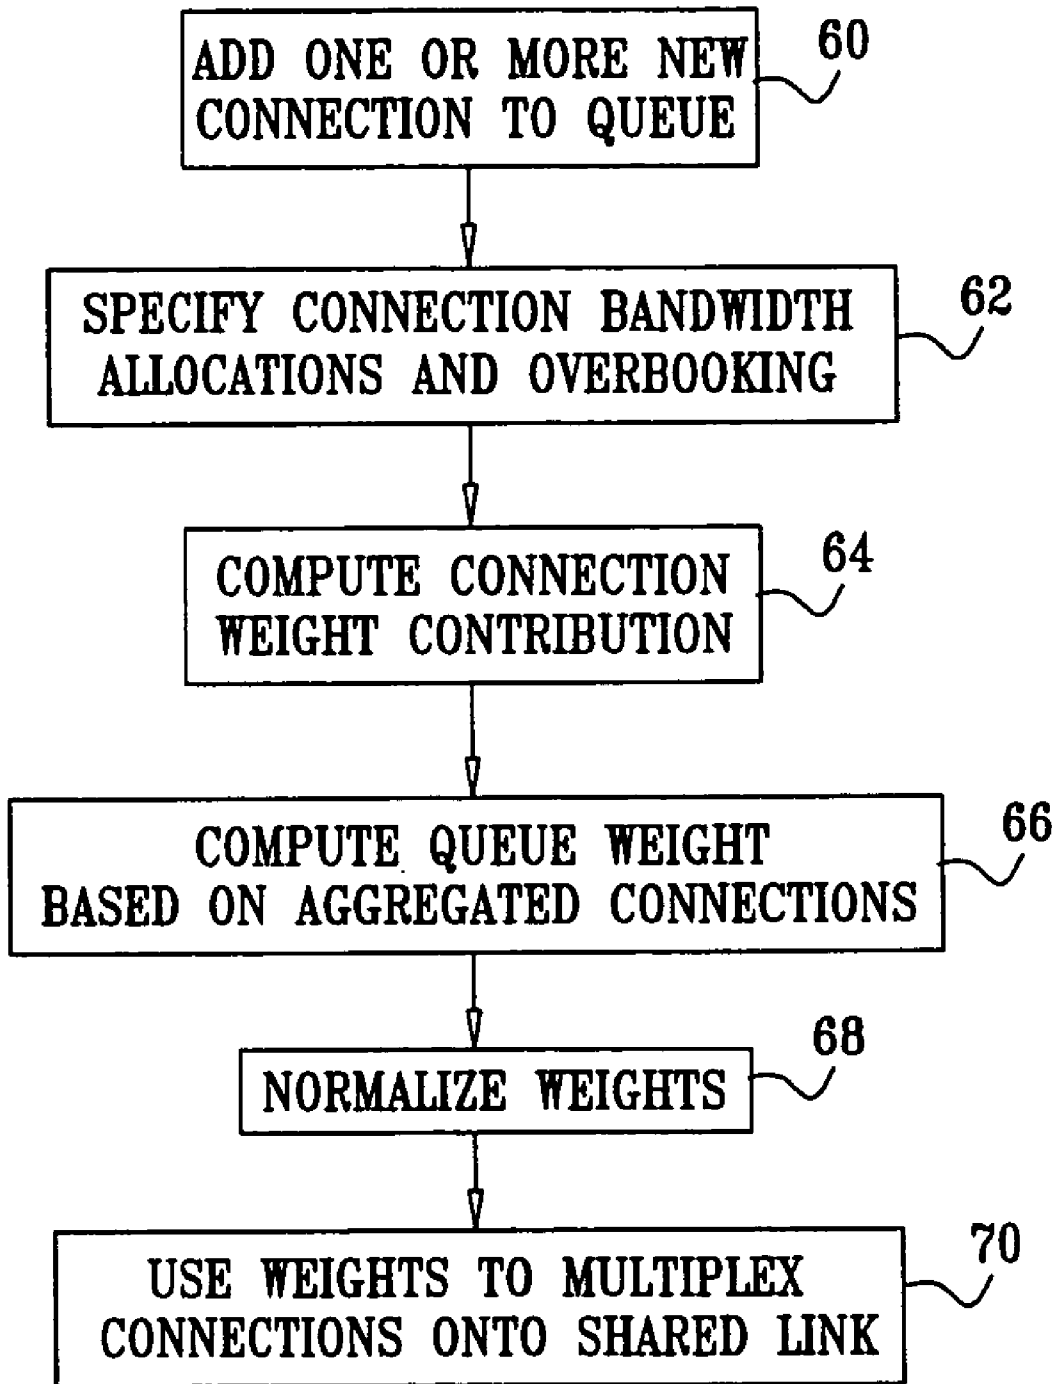 60
ADD ONE OR MORE NEW
CONNECTION TO QUEUE
62
SPECIFY CONNECTION BANDWIDTH
ALLOCATIONS AND OVERBOOKING
64
COMPUTE CONNECTION
WEIGHT CONTRIBUTION
66
COMPUTE QUEUE WEIGHT
BASED ON AGGREGATED CONNECTIONS
68
NORMALIZE WEIGHTS
70
USE WEIGHTS TO MULTIPLEX
CONNECTIONS ONTO SHARED LINK